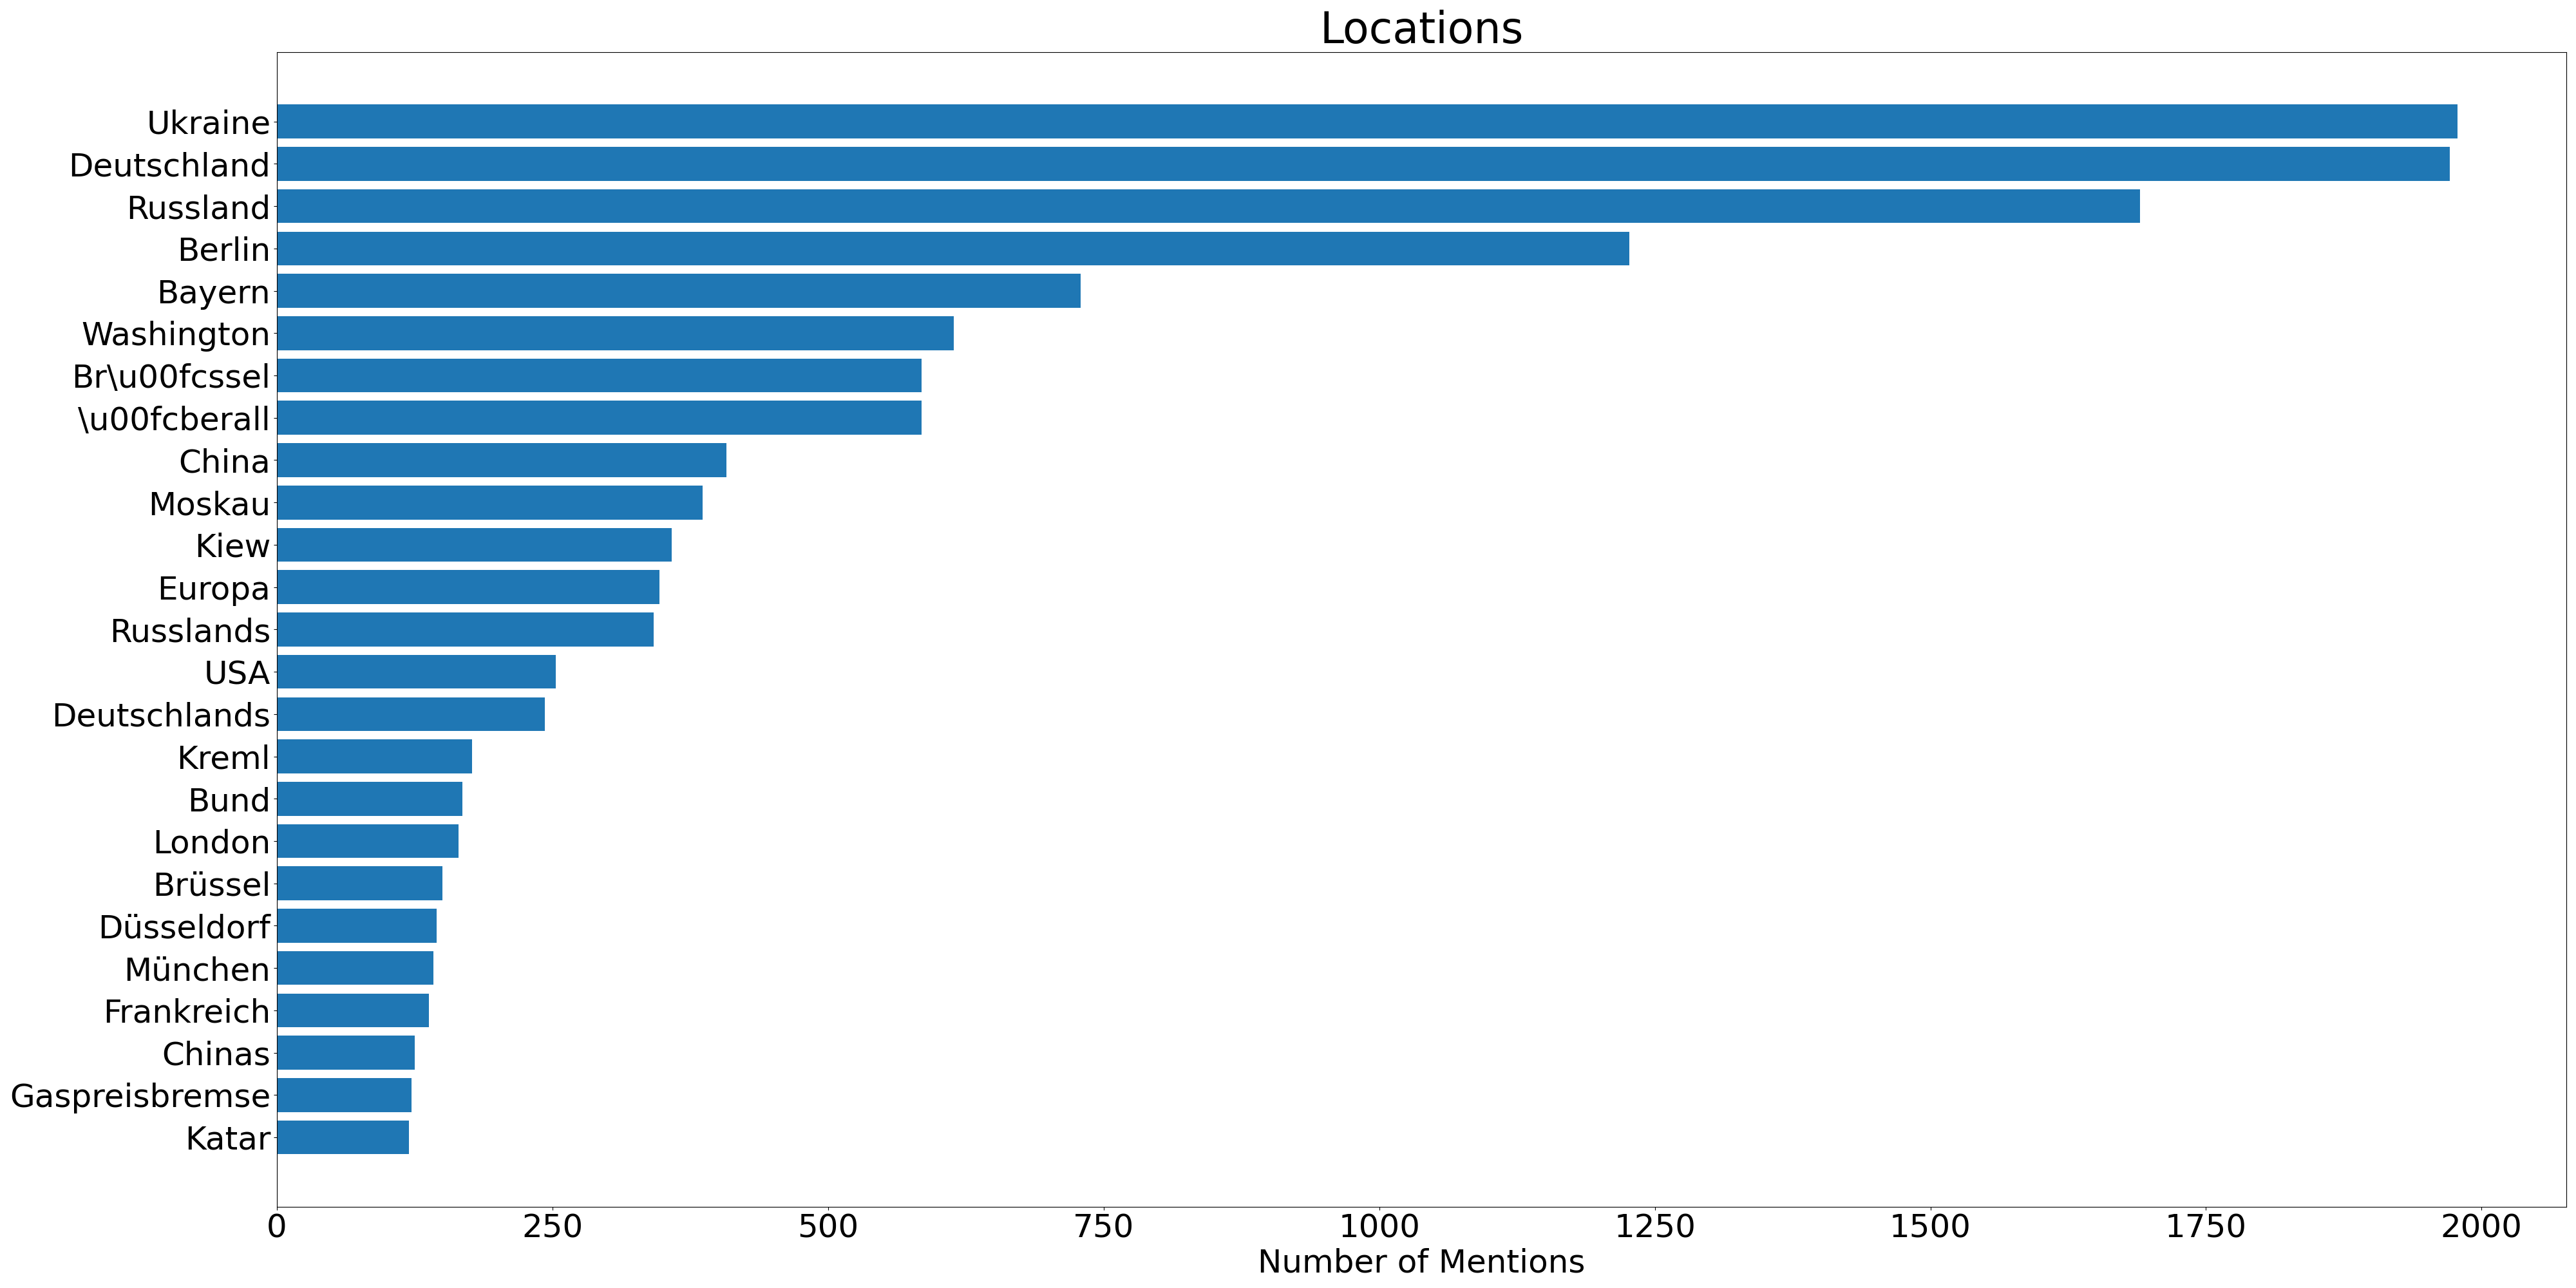 Locations
Ukraine
Deutschland
Russland
Berlin
Bayern
Washington
Br\u00fcssel
\u00fcberall
China
Moskau
Kiew
Europa
Russlands
USA
Deutschlands
Kreml
Bund
London
Brüssel
Düsseldorf
München
Frankreich
Chinas
Gaspreisbremse
Katar
0 250 500 750 1000 1250 1500 1750 2000
Number of Mentions